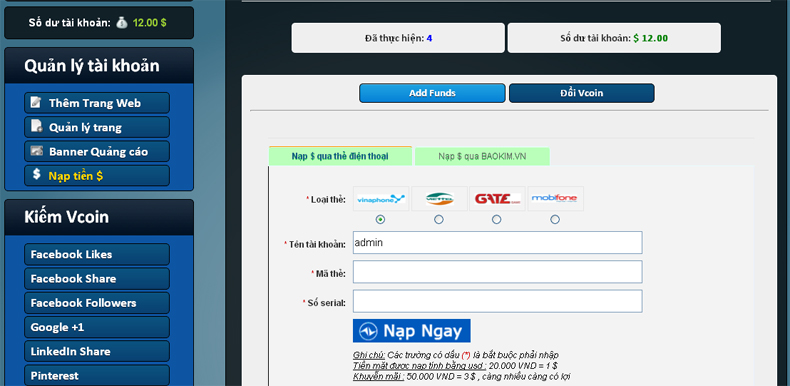 Số dư tài khoản: 12.00 $
Đã thực hiện: 4
Số dư tài khoản: $ 12.00
Quản lý tài khoản
Thêm Trang Web
Quản lý trang
Banner Quảng cáo
Nạp tiền $
Add Funds
Đổi Vcoin
Nạp $ qua thẻ điện thoại
Nạp $ qua BAOKIM.VN
* Loại thẻ:
vinaphone
VIETTEL
GATE
mobifone
* Tên tài khoản:
admin
* Mã thẻ:
* Số serial:
Nạp Ngay
Ghi chú: Các trường có dấu (*) là bắt buộc phải nhập
Tiền mặt được nạp tính bằng usd : 20.000 VND = 1 $
Khuyến mãi : 50.000 VND = 3 $ , càng nhiều càng có lợi
Kiếm Vcoin
Facebook Likes
Facebook Share
Facebook Followers
Google +1
LinkedIn Share
Pinterest